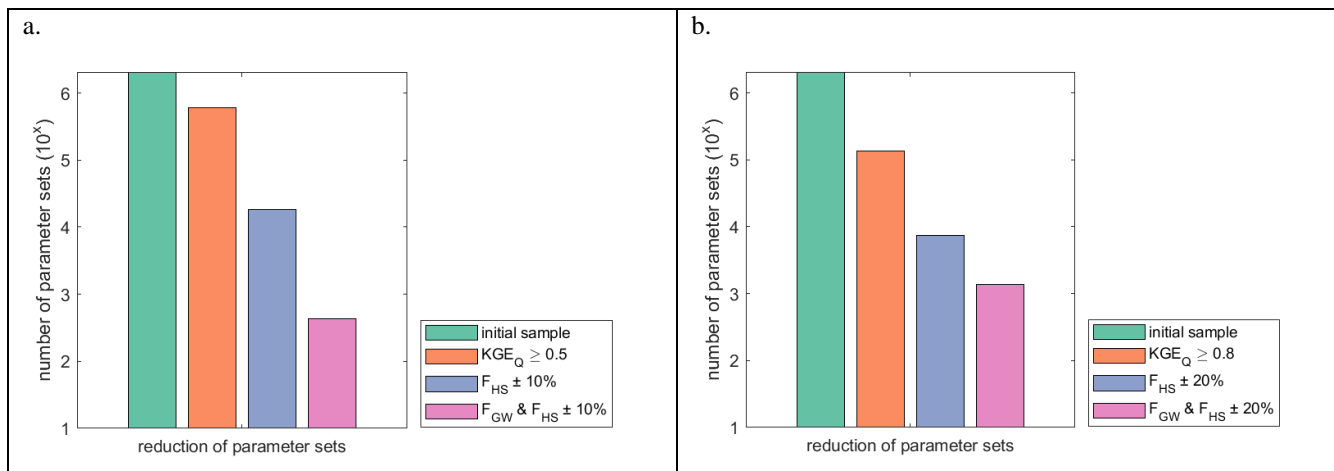 a.
number of parameter sets (10^x)
6
5
4
3
2
1
reduction of parameter sets
initial sample
KGE_Q ≥ 0.5
F_HS ± 10%
F_GW & F_HS ± 10%
b.
number of parameter sets (10^x)
6
5
4
3
2
1
reduction of parameter sets
initial sample
KGE_Q ≥ 0.8
F_HS ± 20%
F_GW & F_HS ± 20%